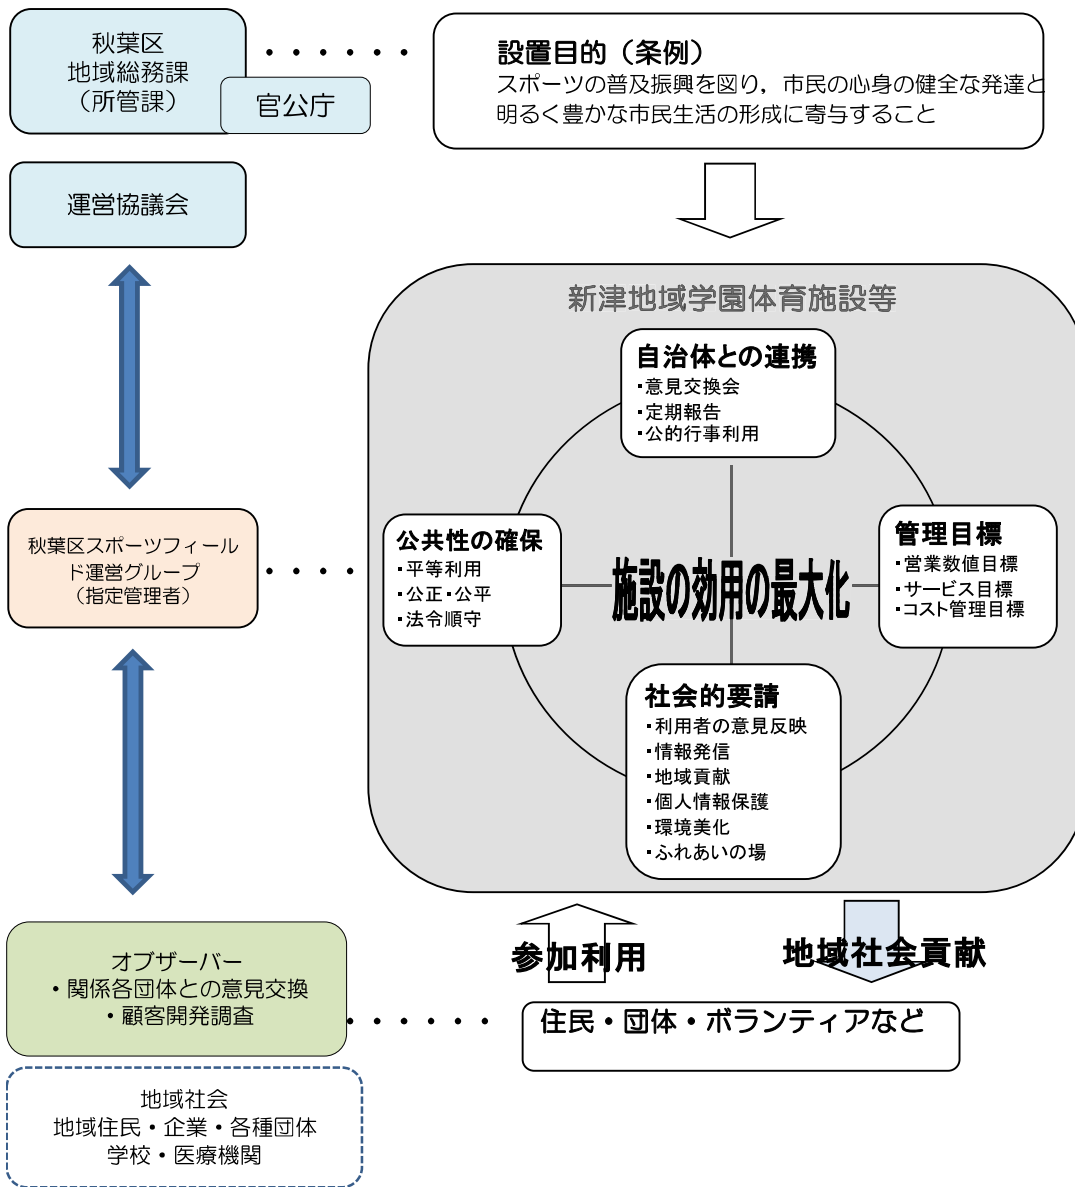 秋葉区
地域総務課
（所管課）
官公庁
設置目的（条例）
スポーツの普及振興を図り，市民の心身の健全な発達と
明るく豊かな市民生活の形成に寄与すること
運営協議会
新津地域学園体育施設等
自治体との連携
・意見交換会
・定期報告
・公的行事利用
公共性の確保
・平等利用
・公正・公平
・法令順守
管理目標
・営業数値目標
・サービス目標
・コスト管理目標
施設の効用の最大化
社会的要請
・利用者の意見反映
・情報発信
・地域貢献
・個人情報保護
・環境美化
・ふれあいの場
秋葉区スポーツフィール
ド運営グループ
（指定管理者）
参加利用
地域社会貢献
オブザーバー
・関係各団体との意見交換
・顧客開発調査
住民・団体・ボランティアなど
地域社会
地域住民・企業・各種団体
学校・医療機関